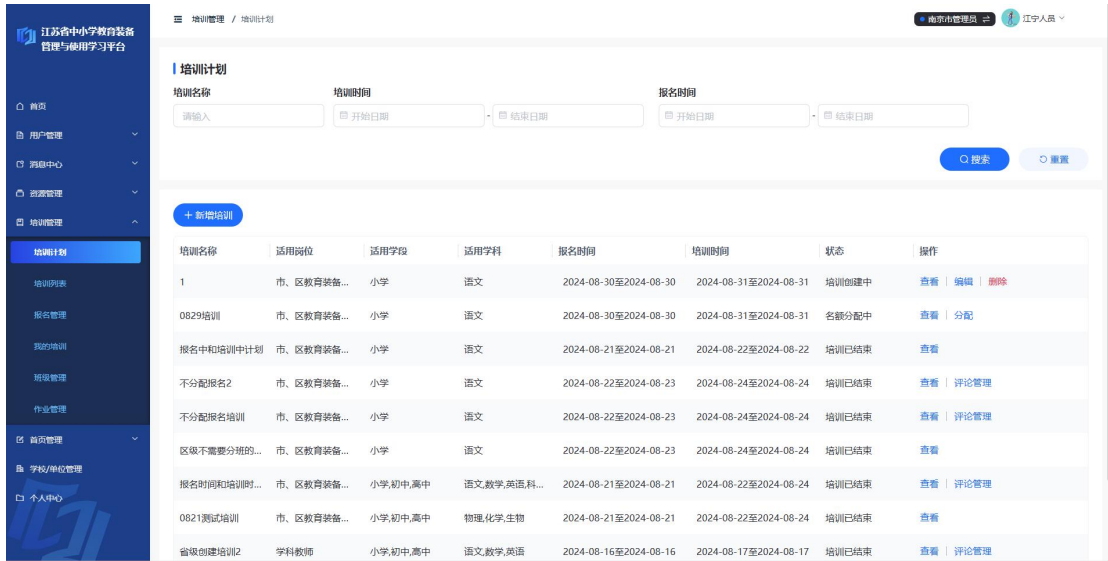 江苏省中小学教育装备
管理与使用学习平台
首页
用户管理
消息中心
资源管理
培训管理
培训计划
培训列表
报名管理
我的培训
班级管理
作业管理
首页管理
学校/单位管理
个人中心
培训管理 / 培训计划
南京市管理员 江宁人员
培训计划
培训名称 培训时间 报名时间
请输入 开始日期 - 结束日期 开始日期 - 结束日期
搜索 重置
+ 新增培训
培训名称 适用岗位 适用学段 适用学科 报名时间 培训时间 状态 操作
1 市、区教育装备... 小学 语文 2024-08-30至2024-08-30 2024-08-31至2024-08-31 培训创建中 查看 编辑 删除
0829培训 市、区教育装备... 小学 语文 2024-08-30至2024-08-30 2024-08-31至2024-08-31 名额分配中 查看 分配
报名中和培训中计划 市、区教育装备... 小学 语文 2024-08-21至2024-08-21 2024-08-22至2024-08-22 培训已结束 查看
不分配报名2 市、区教育装备... 小学 语文 2024-08-22至2024-08-23 2024-08-24至2024-08-24 培训已结束 查看 评论管理
不分配报名培训 市、区教育装备... 小学 语文 2024-08-22至2024-08-23 2024-08-24至2024-08-24 培训已结束 查看 评论管理
区级不需要分班的... 市、区教育装备... 小学 语文 2024-08-22至2024-08-23 2024-08-24至2024-08-24 培训已结束 查看
报名时间和培训时... 市、区教育装备... 小学,初中,高中 语文,数学,英语,科... 2024-08-21至2024-08-21 2024-08-22至2024-08-24 培训已结束 查看 评论管理
0821测试培训 市、区教育装备... 小学,初中,高中 物理,化学,生物 2024-08-21至2024-08-21 2024-08-22至2024-08-24 培训已结束 查看
省级创建培训2 学科教师 小学,初中,高中 语文,数学,英语 2024-08-16至2024-08-16 2024-08-17至2024-08-17 培训已结束 查看 评论管理